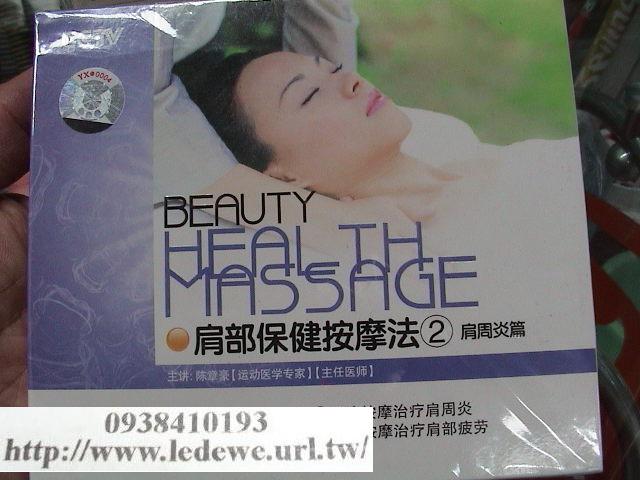 YX●0004
BEAUTY
HEALTH
MASSAGE
肩部保健按摩法② 肩周炎篇
主讲: 陈章豪【运动医学专家】【主任医师】
按摩治疗肩周炎
按摩治疗肩部疲劳
0938410193
http://www.ledewe.url.tw/